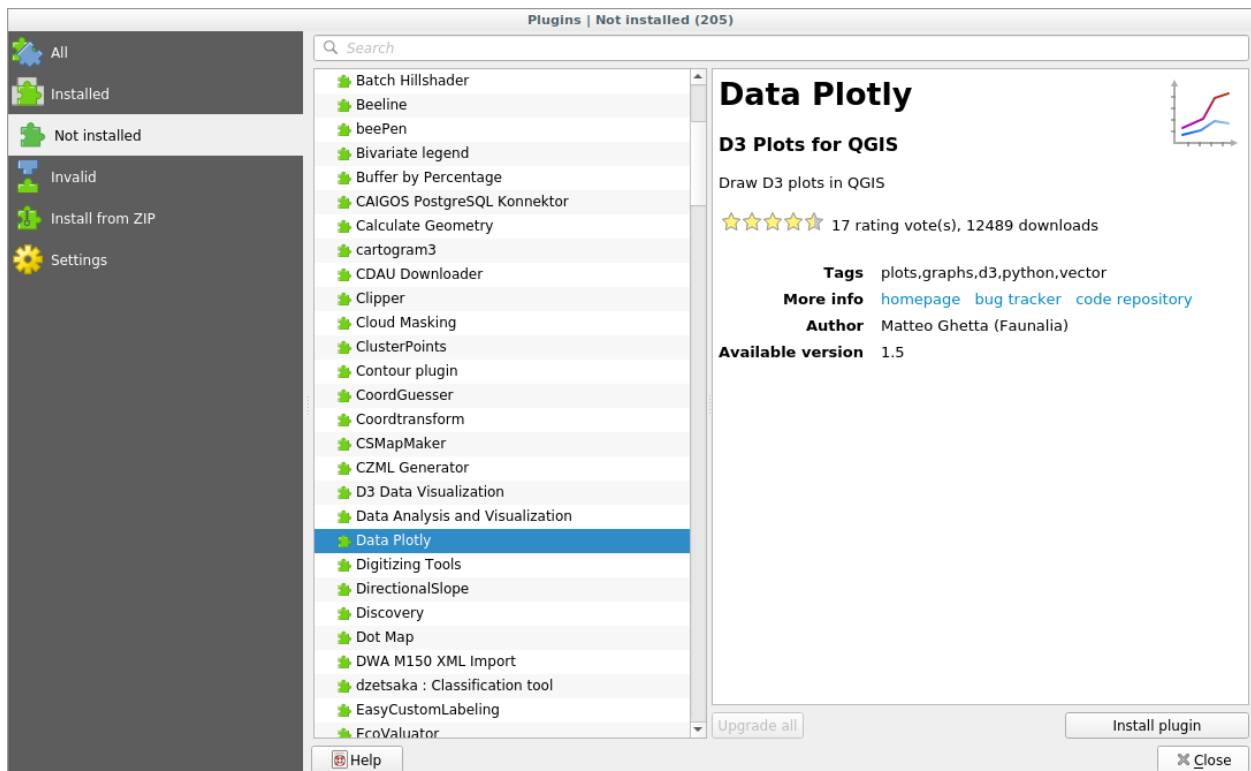 Plugins | Not installed (205)
All
Installed
Not installed
Invalid
Install from ZIP
Settings
Search
Batch Hillshader
Beeline
beePen
Bivariate legend
Buffer by Percentage
CAIGOS PostgreSQL Konnektor
Calculate Geometry
cartogram3
CDAU Downloader
Clipper
Cloud Masking
ClusterPoints
Contour plugin
CoordGuesser
Coordtransform
CSMapMaker
CZML Generator
D3 Data Visualization
Data Analysis and Visualization
Data Plotly
Digitizing Tools
DirectionalSlope
Discovery
Dot Map
DWA M150 XML Import
dzetsaka : Classification tool
EasyCustomLabeling
EcoValuator
Data Plotly
D3 Plots for QGIS
Draw D3 plots in QGIS
17 rating vote(s), 12489 downloads
Tags plots,graphs,d3,python,vector
More info homepage bug tracker code repository
Author Matteo Ghetta (Faunalia)
Available version 1.5
Upgrade all
Install plugin
Help
Close